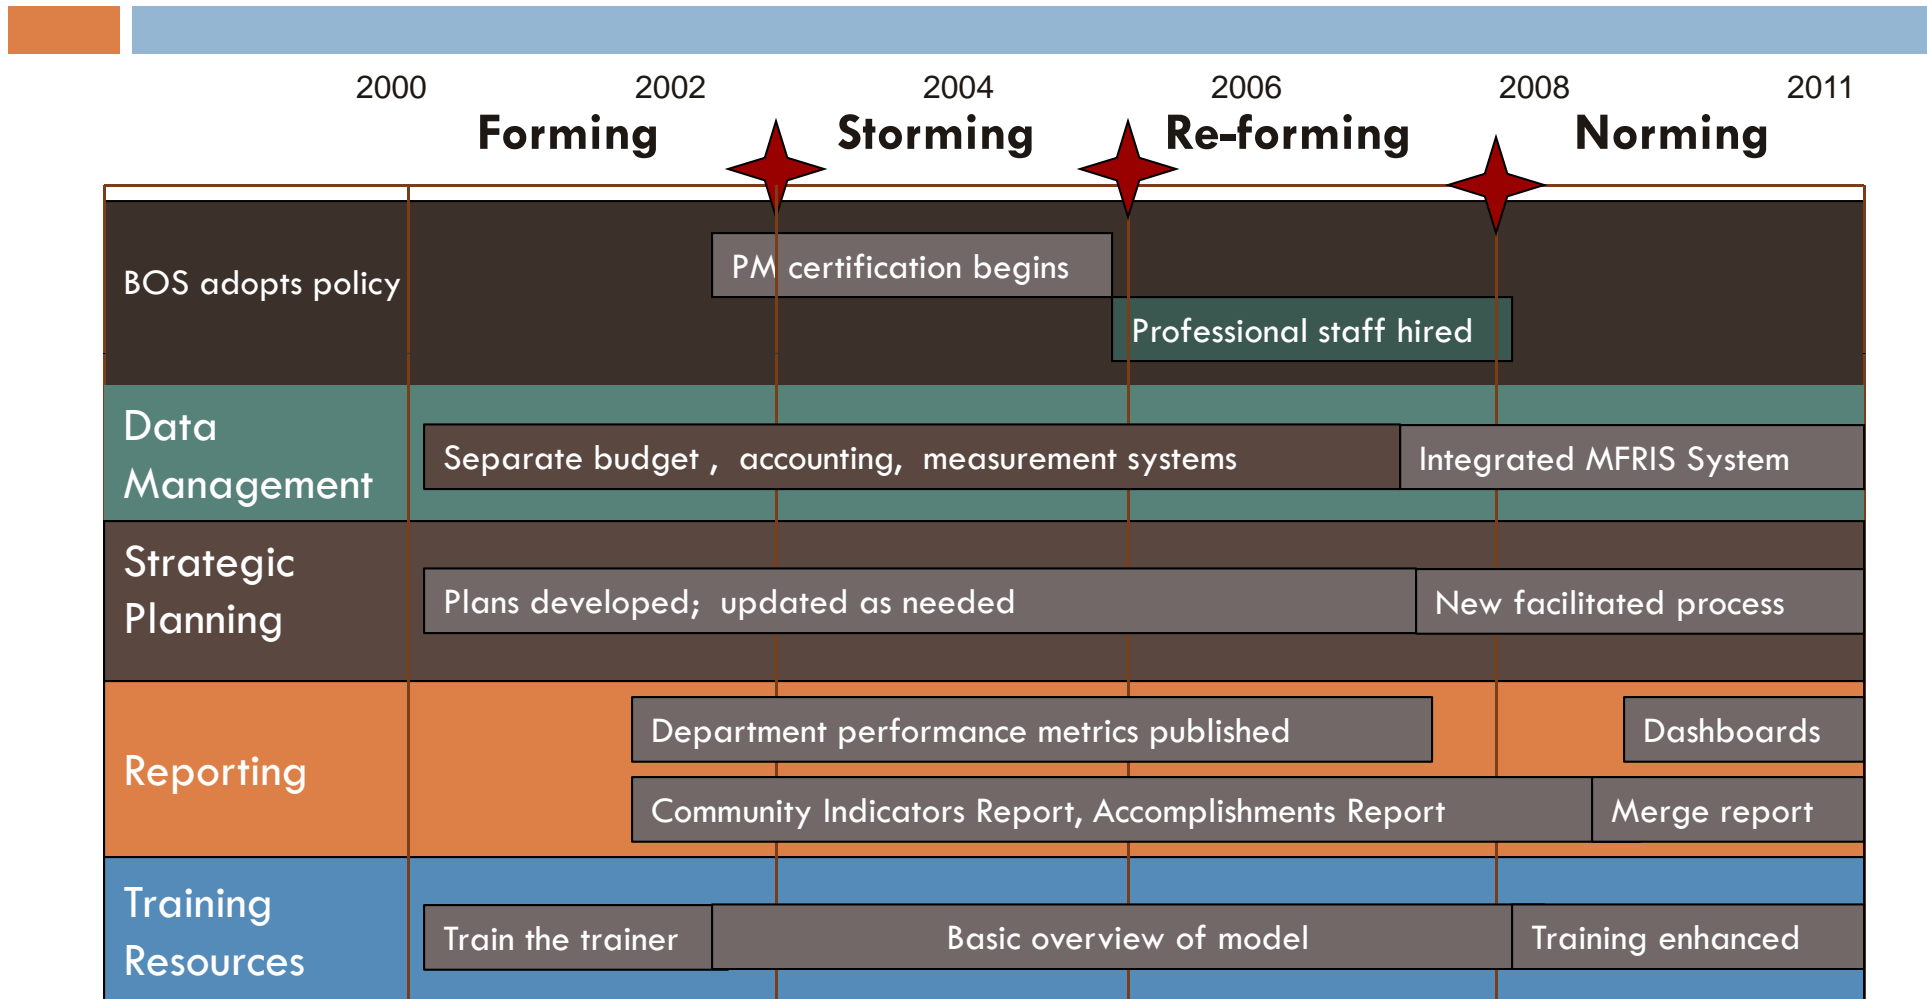 2000 2002 2004 2006 2008 2011
Forming Storming Re-forming Norming
BOS adopts policy
PM certification begins
Professional staff hired
Data
Management
Separate budget , accounting, measurement systems
Integrated MFRIS System
Strategic
Planning
Plans developed; updated as needed
New facilitated process
Reporting
Department performance metrics published
Dashboards
Community Indicators Report, Accomplishments Report
Merge report
Training
Resources
Train the trainer
Basic overview of model
Training enhanced